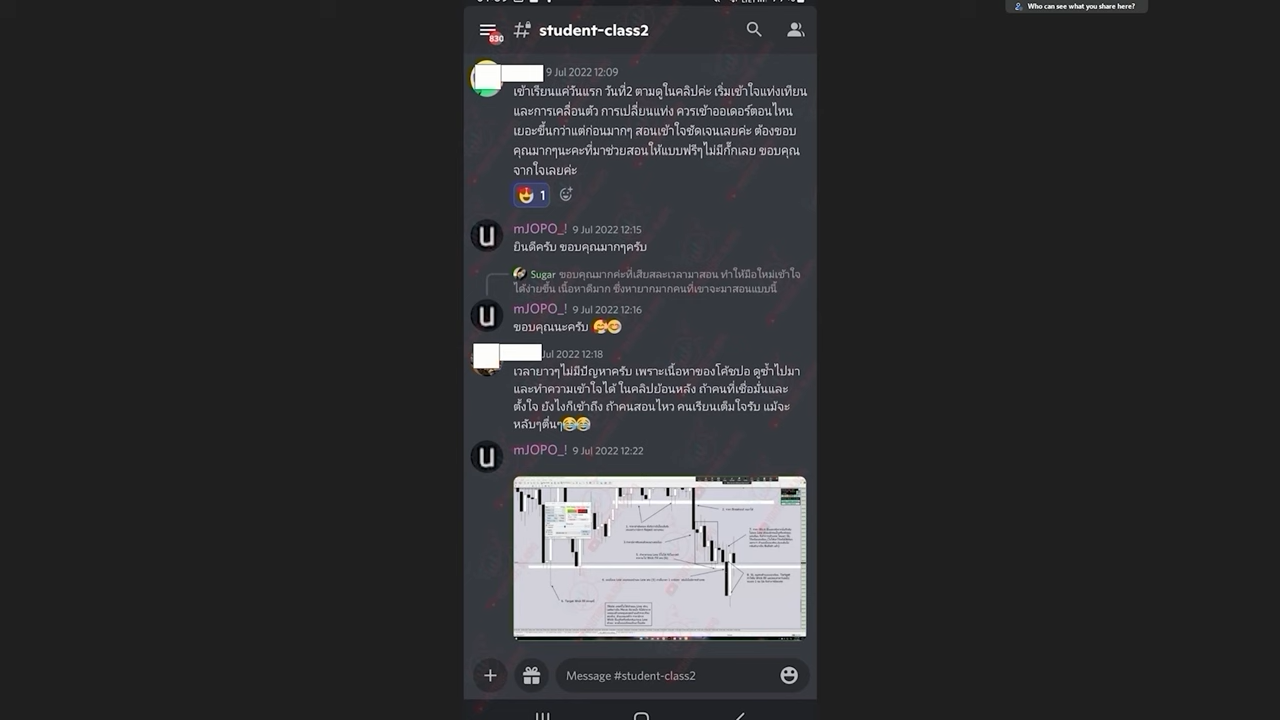 Who can see what you share here?
830
student-class2
9 Jul 2022 12:09
เข้าเรียนแค่วันแรก วันที่2 ตามดูในคลิปค่ะ เริ่มเข้าใจแท่งเทียน
และการเคลื่อนตัว การเปลี่ยนแท่ง ควรเข้าออเดอร์ตอนไหน
เยอะขึ้นกว่าแต่ก่อนมากๆ สอนเข้าใจชัดเจนเลยค่ะ ต้องขอบ
คุณมากๆนะคะที่มาช่วยสอนให้แบบฟรีๆไม่มีกั๊กเลย ขอบคุณ
จากใจเลยค่ะ
1
mJOPO_! 9 Jul 2022 12:15
ยินดีครับ ขอบคุณมากๆครับ
Sugar ขอบคุณมากค่ะที่เสียสละเวลามาสอน ทำให้มือใหม่เข้าใจ
ได้ง่ายขึ้น เนื้อหาดีมาก ซึ่งหายากมากคนที่เขาจะมาสอนแบบนี้
mJOPO_! 9 Jul 2022 12:16
ขอบคุณนะครับ 🥰😊
Jul 2022 12:18
เวลายาวๆไม่มีปัญหาครับ เพราะเนื้อหาของโค้ชปอ ดูซ้ำไปมา
และทำความเข้าใจได้ ในคลิปย้อนหลัง ถ้าคนที่เชื่อมั่นและ
ตั้งใจ ยังไงก็เข้าถึง ถ้าคนสอนไหว คนเรียนเต็มใจรับ แม้จะ
หลับๆตื่นๆ😂😂
mJOPO_! 9 Jul 2022 12:22
Message #student-class2